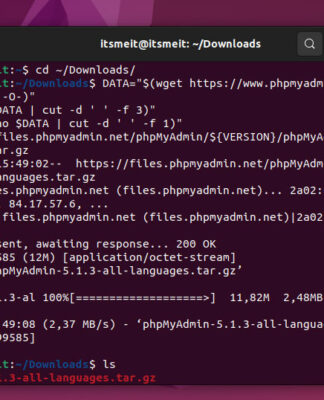 itsmeit@itsmeit: ~/Downloads
it:~$ cd ~/Downloads/
it:~/Downloads$ DATA="$(wget https://www.phpmyadm
-O-)"
DATA | cut -d ' ' -f 3)"
ho $DATA | cut -d ' ' -f 1)"
files.phpmyadmin.net/phpMyAdmin/${VERSION}/phpMyA
ar.gz
15:49:02-- https://files.phpmyadmin.net/phpMyAdm
anguages.tar.gz
es.phpmyadmin.net (files.phpmyadmin.net)... 2a02:
, 84.17.57.6, ...
files.phpmyadmin.net (files.phpmyadmin.net)|2a02
sent, awaiting response... 200 OK
585 (12M) [application/octet-stream]
hpMyAdmin-5.1.3-all-languages.tar.gz’
1.3-al 100%[===================>] 11,82M 2,48MB
:49:08 (2,37 MB/s) - ‘phpMyAdmin-5.1.3-all-langua
99585]
it:~/Downloads$ ls
1.3-all-languages.tar.gz